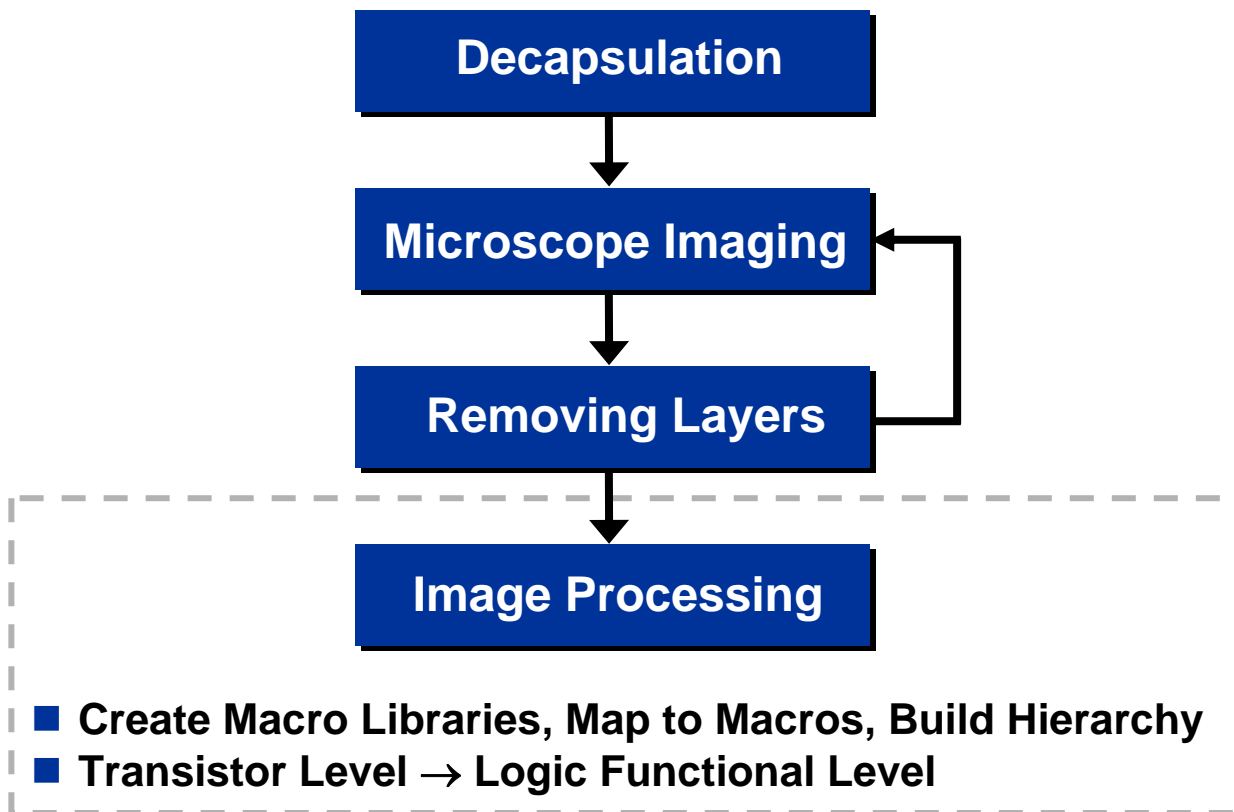 Decapsulation
Microscope Imaging
Removing Layers
Image Processing
Create Macro Libraries, Map to Macros, Build Hierarchy
Transistor Level → Logic Functional Level